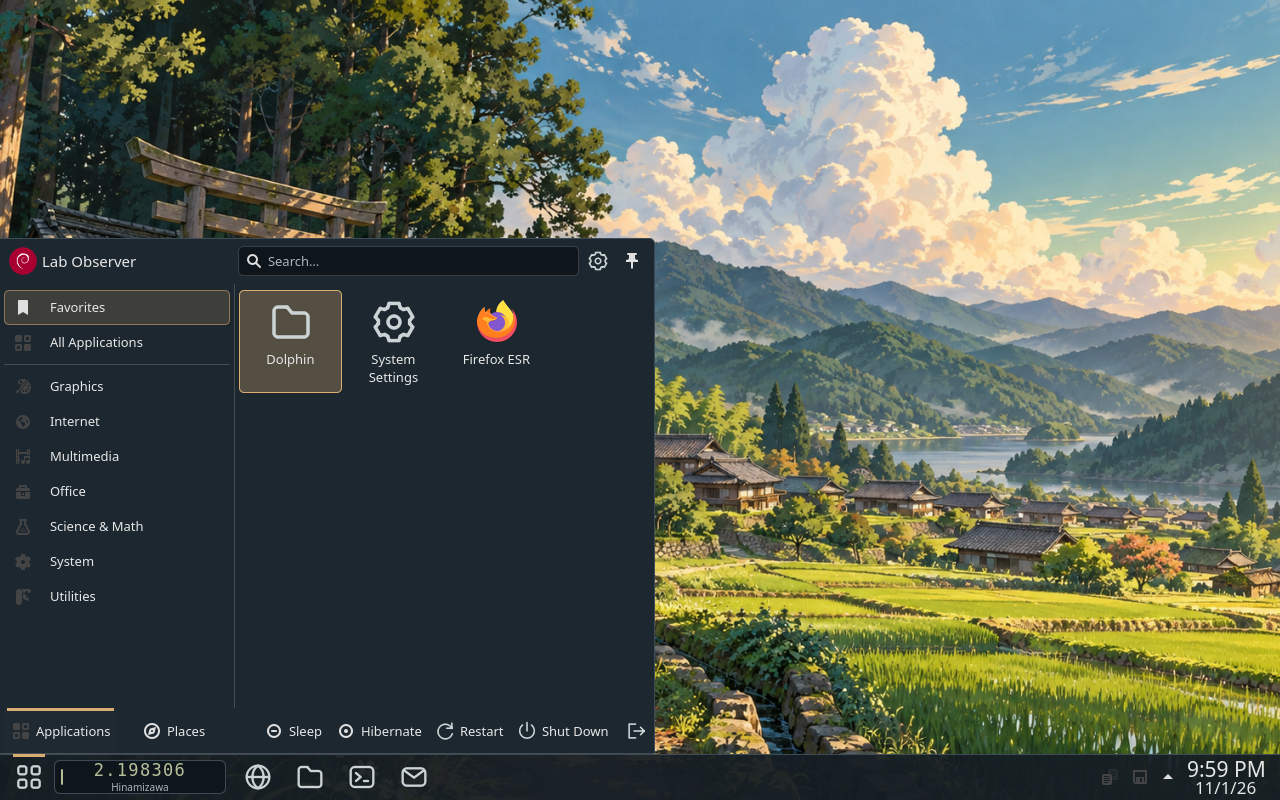 Lab Observer
Search...
Favorites
All Applications
Graphics
Internet
Multimedia
Office
Science & Math
System
Utilities
Dolphin
System
Settings
Firefox ESR
Applications
Places
Sleep
Hibernate
Restart
Shut Down
2.198306
Hinamizawa
9:59 PM
11/1/26